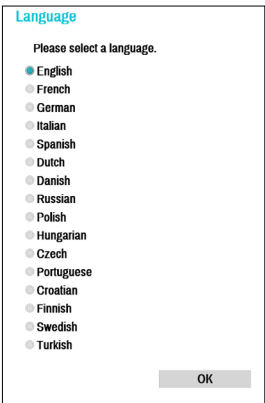 Language
Please select a language.
English
French
German
Italian
Spanish
Dutch
Danish
Russian
Polish
Hungarian
Czech
Portuguese
Croatian
Finnish
Swedish
Turkish
OK